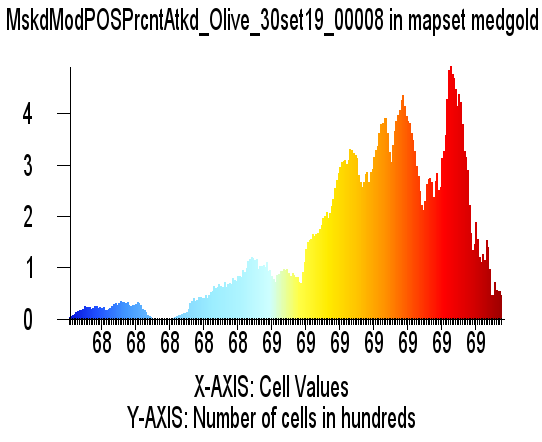 MskdModPOSPrcntAtkd_Olive_30set19_00008 in mapset medgold
4
3
2
1
0
68 68 68 68 68 69 69 69 69 69 69 69
X-AXIS: Cell Values
Y-AXIS: Number of cells in hundreds